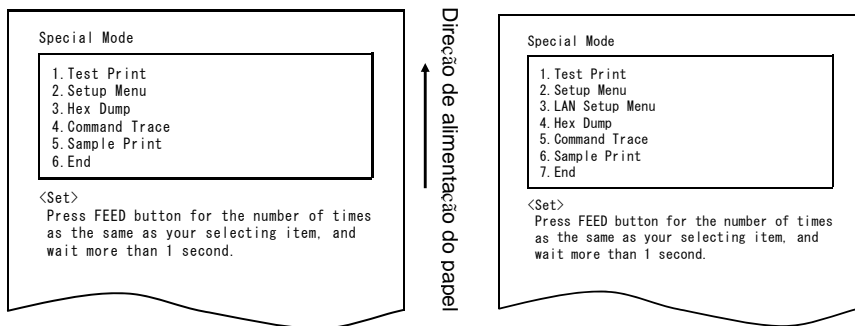 Special Mode
1.Test Print
2.Setup Menu
3.Hex Dump
4.Command Trace
5.Sample Print
6.End
<Set>
Press FEED button for the number of times
as the same as your selecting item, and
wait more than 1 second.
Direção de alimentação do papel
Special Mode
1.Test Print
2.Setup Menu
3.LAN Setup Menu
4.Hex Dump
5.Command Trace
6.Sample Print
7.End
<Set>
Press FEED button for the number of times
as the same as your selecting item, and
wait more than 1 second.